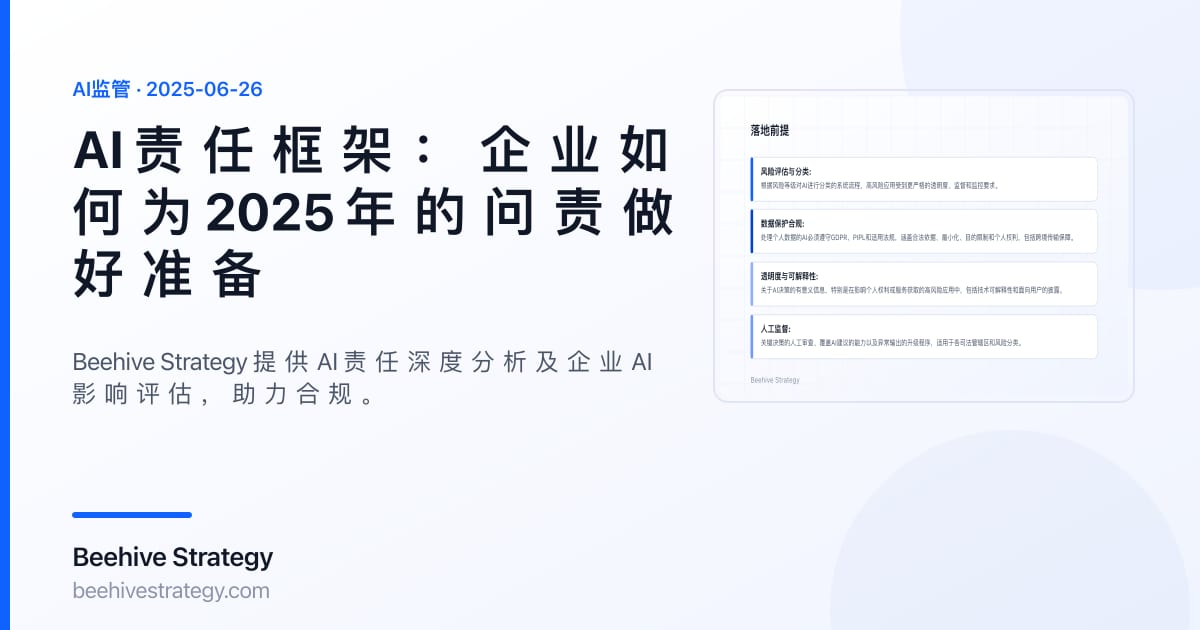 AI监管 · 2025-06-26
AI责任框架：企业如
何为2025年的问责做
好准备
Beehive Strategy提供AI责任深度分析及企业AI
影响评估，助力合规。
Beehive Strategy
beehivestrategy.com
落地前提
风险评估与分类:
根据风险等级对AI进行分类的系统流程，高风险应用受到更严格的透明度、监督和监控要求。
数据保护合规:
处理个人数据的AI必须遵守GDPR、PIPL和适用法规，涵盖合法依据、最小化、目的限制和个人权利，包括跨境传输保障。
透明度与可解释性:
关于AI决策的有意义信息，特别是在影响个人权利或服务获取的高风险应用中，包括技术可解释性和面向用户的披露。
人工监督:
关键决策的人工审查、覆盖AI建议的能力以及异常输出的升级程序，适用于各司法管辖区和风险分类。
Beehive Strategy